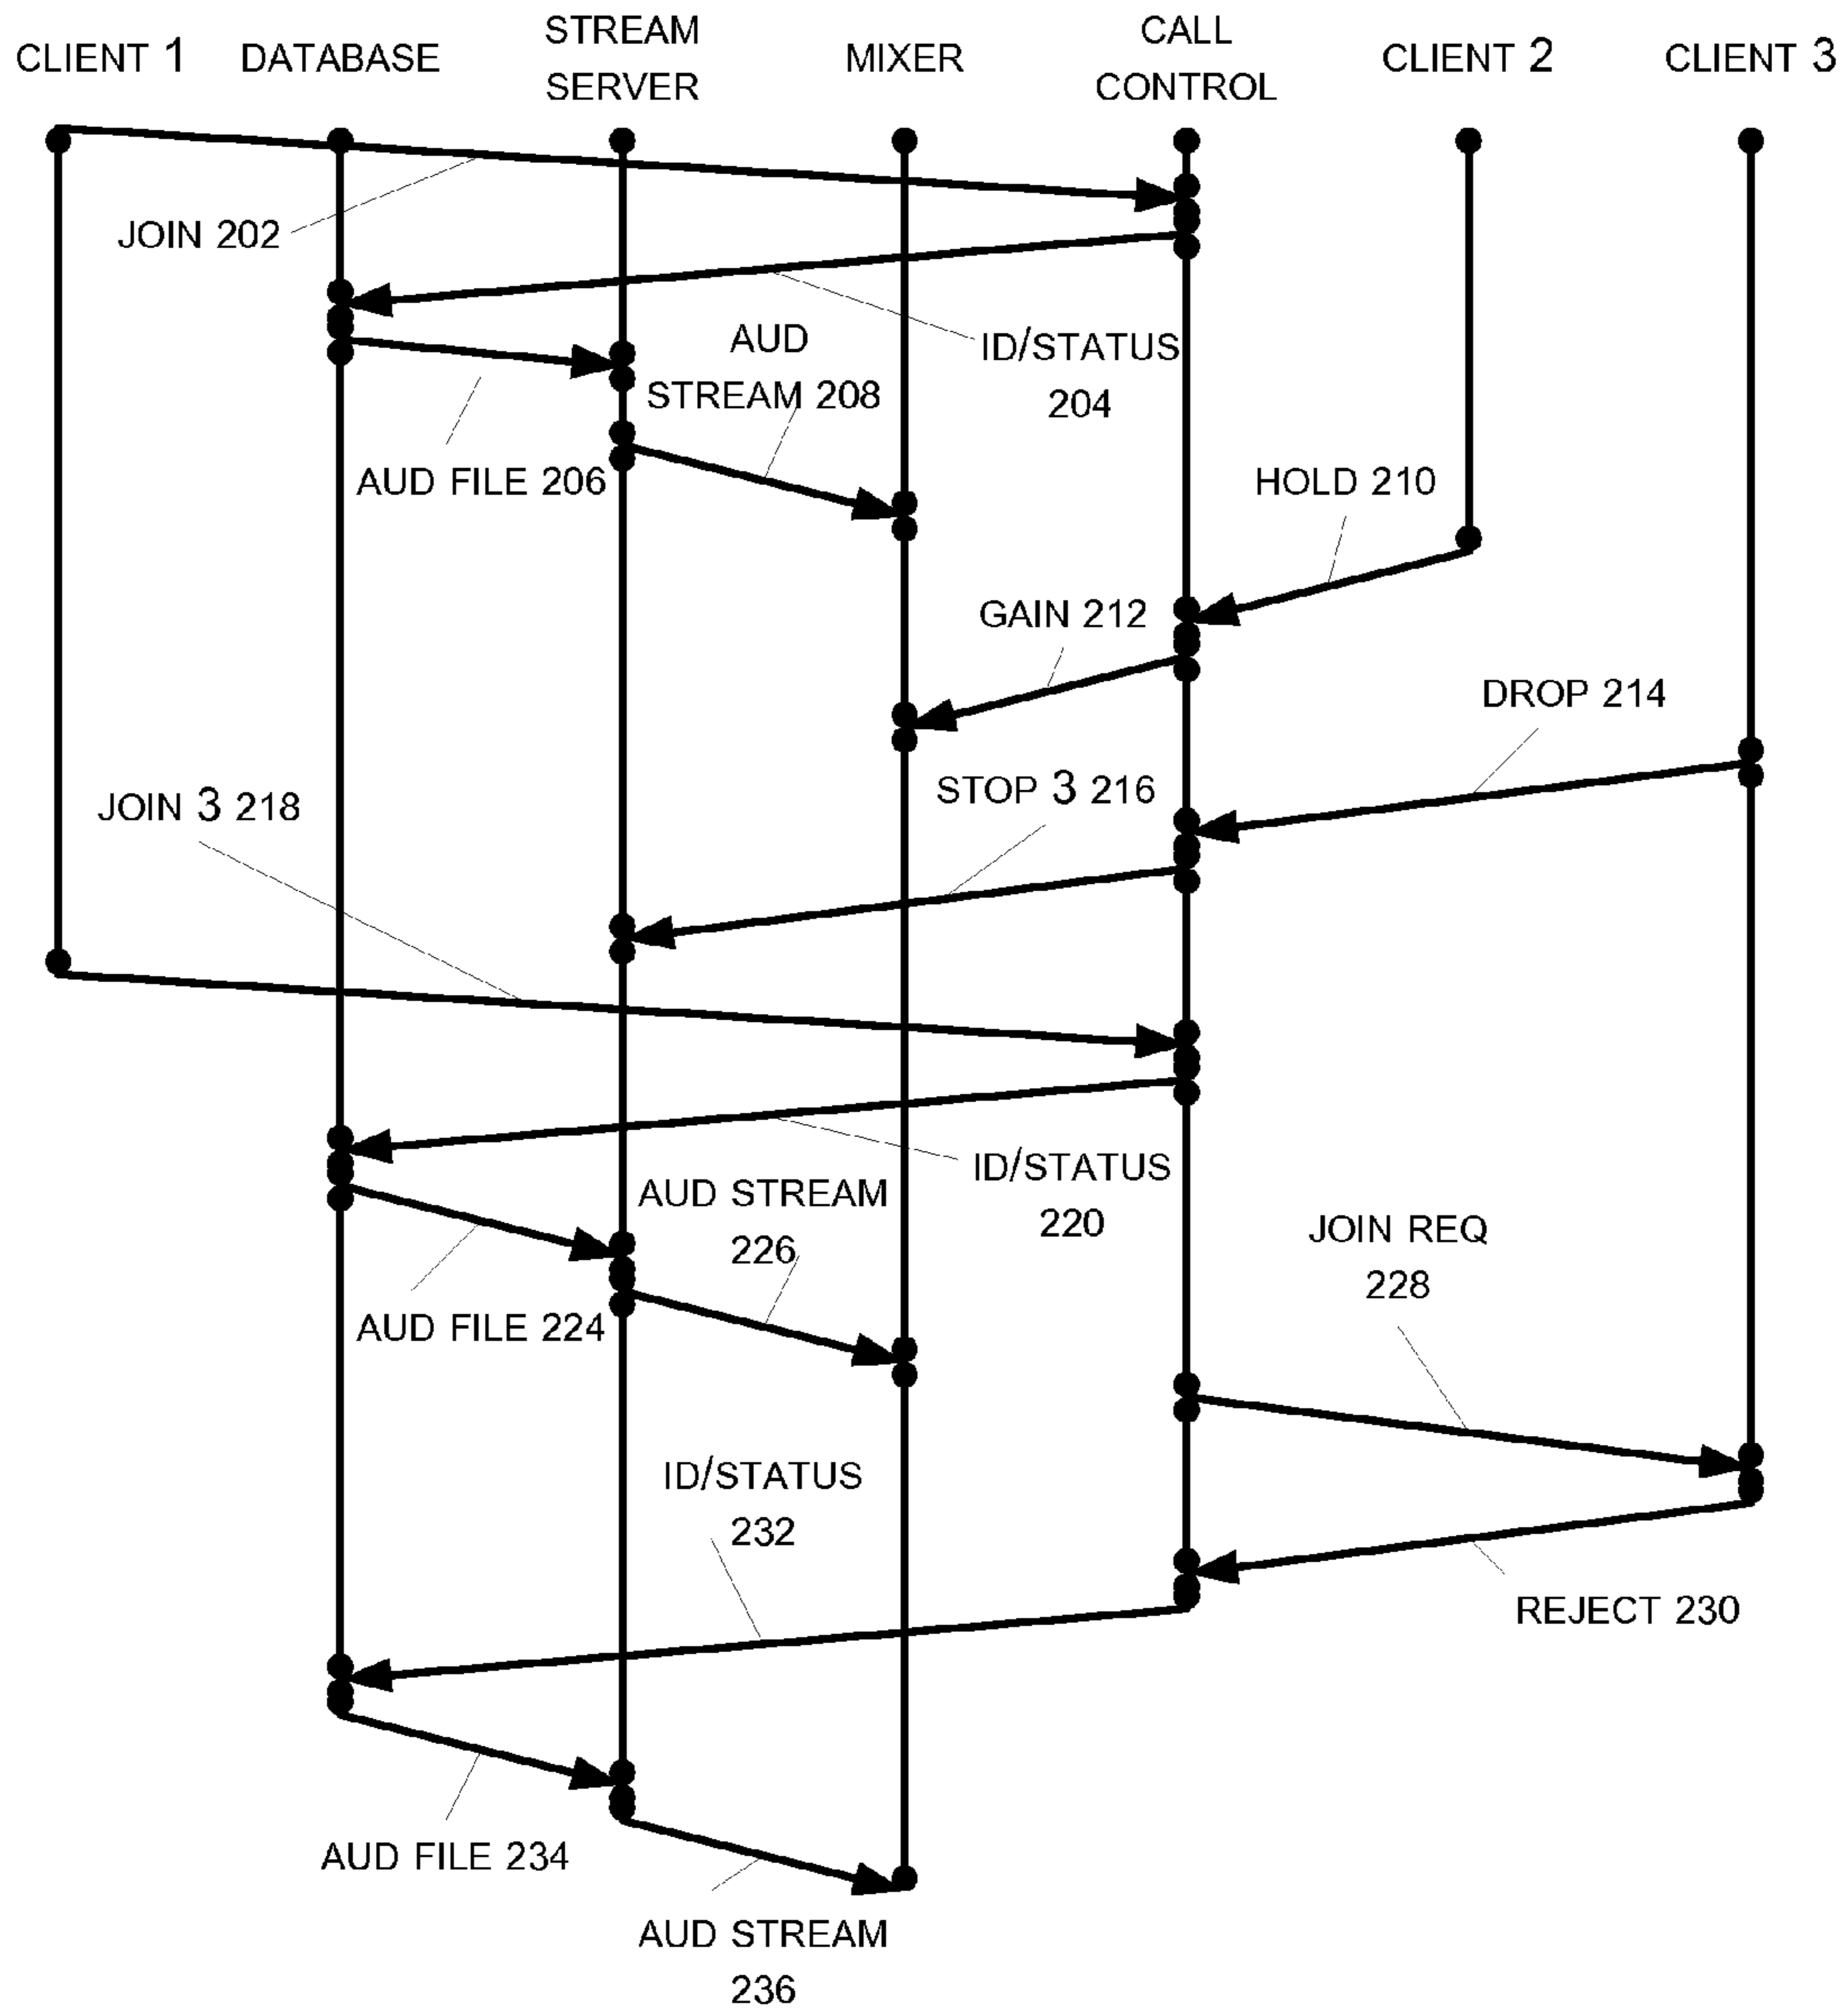 CLIENT 1
DATABASE
STREAM
SERVER
MIXER
CALL
CONTROL
CLIENT 2
CLIENT 3
JOIN 202
ID/STATUS
204
AUD
STREAM 208
AUD FILE 206
HOLD 210
GAIN 212
DROP 214
STOP 3 216
JOIN 3 218
ID/STATUS
220
AUD STREAM
226
JOIN REQ
228
AUD FILE 224
ID/STATUS
232
REJECT 230
AUD FILE 234
AUD STREAM
236